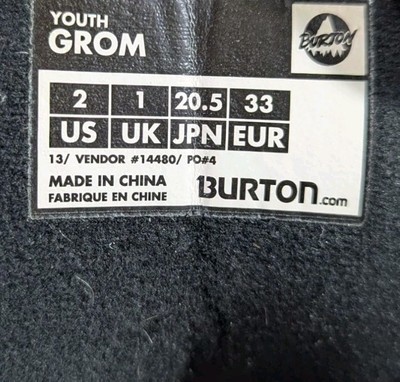 YOUTH
GROM
BURTON
2 1 20.5 33
US UK JPN EUR
13/ VENDOR #14480/ PO#4
MADE IN CHINA
FABRIQUE EN CHINE
BURTON.com